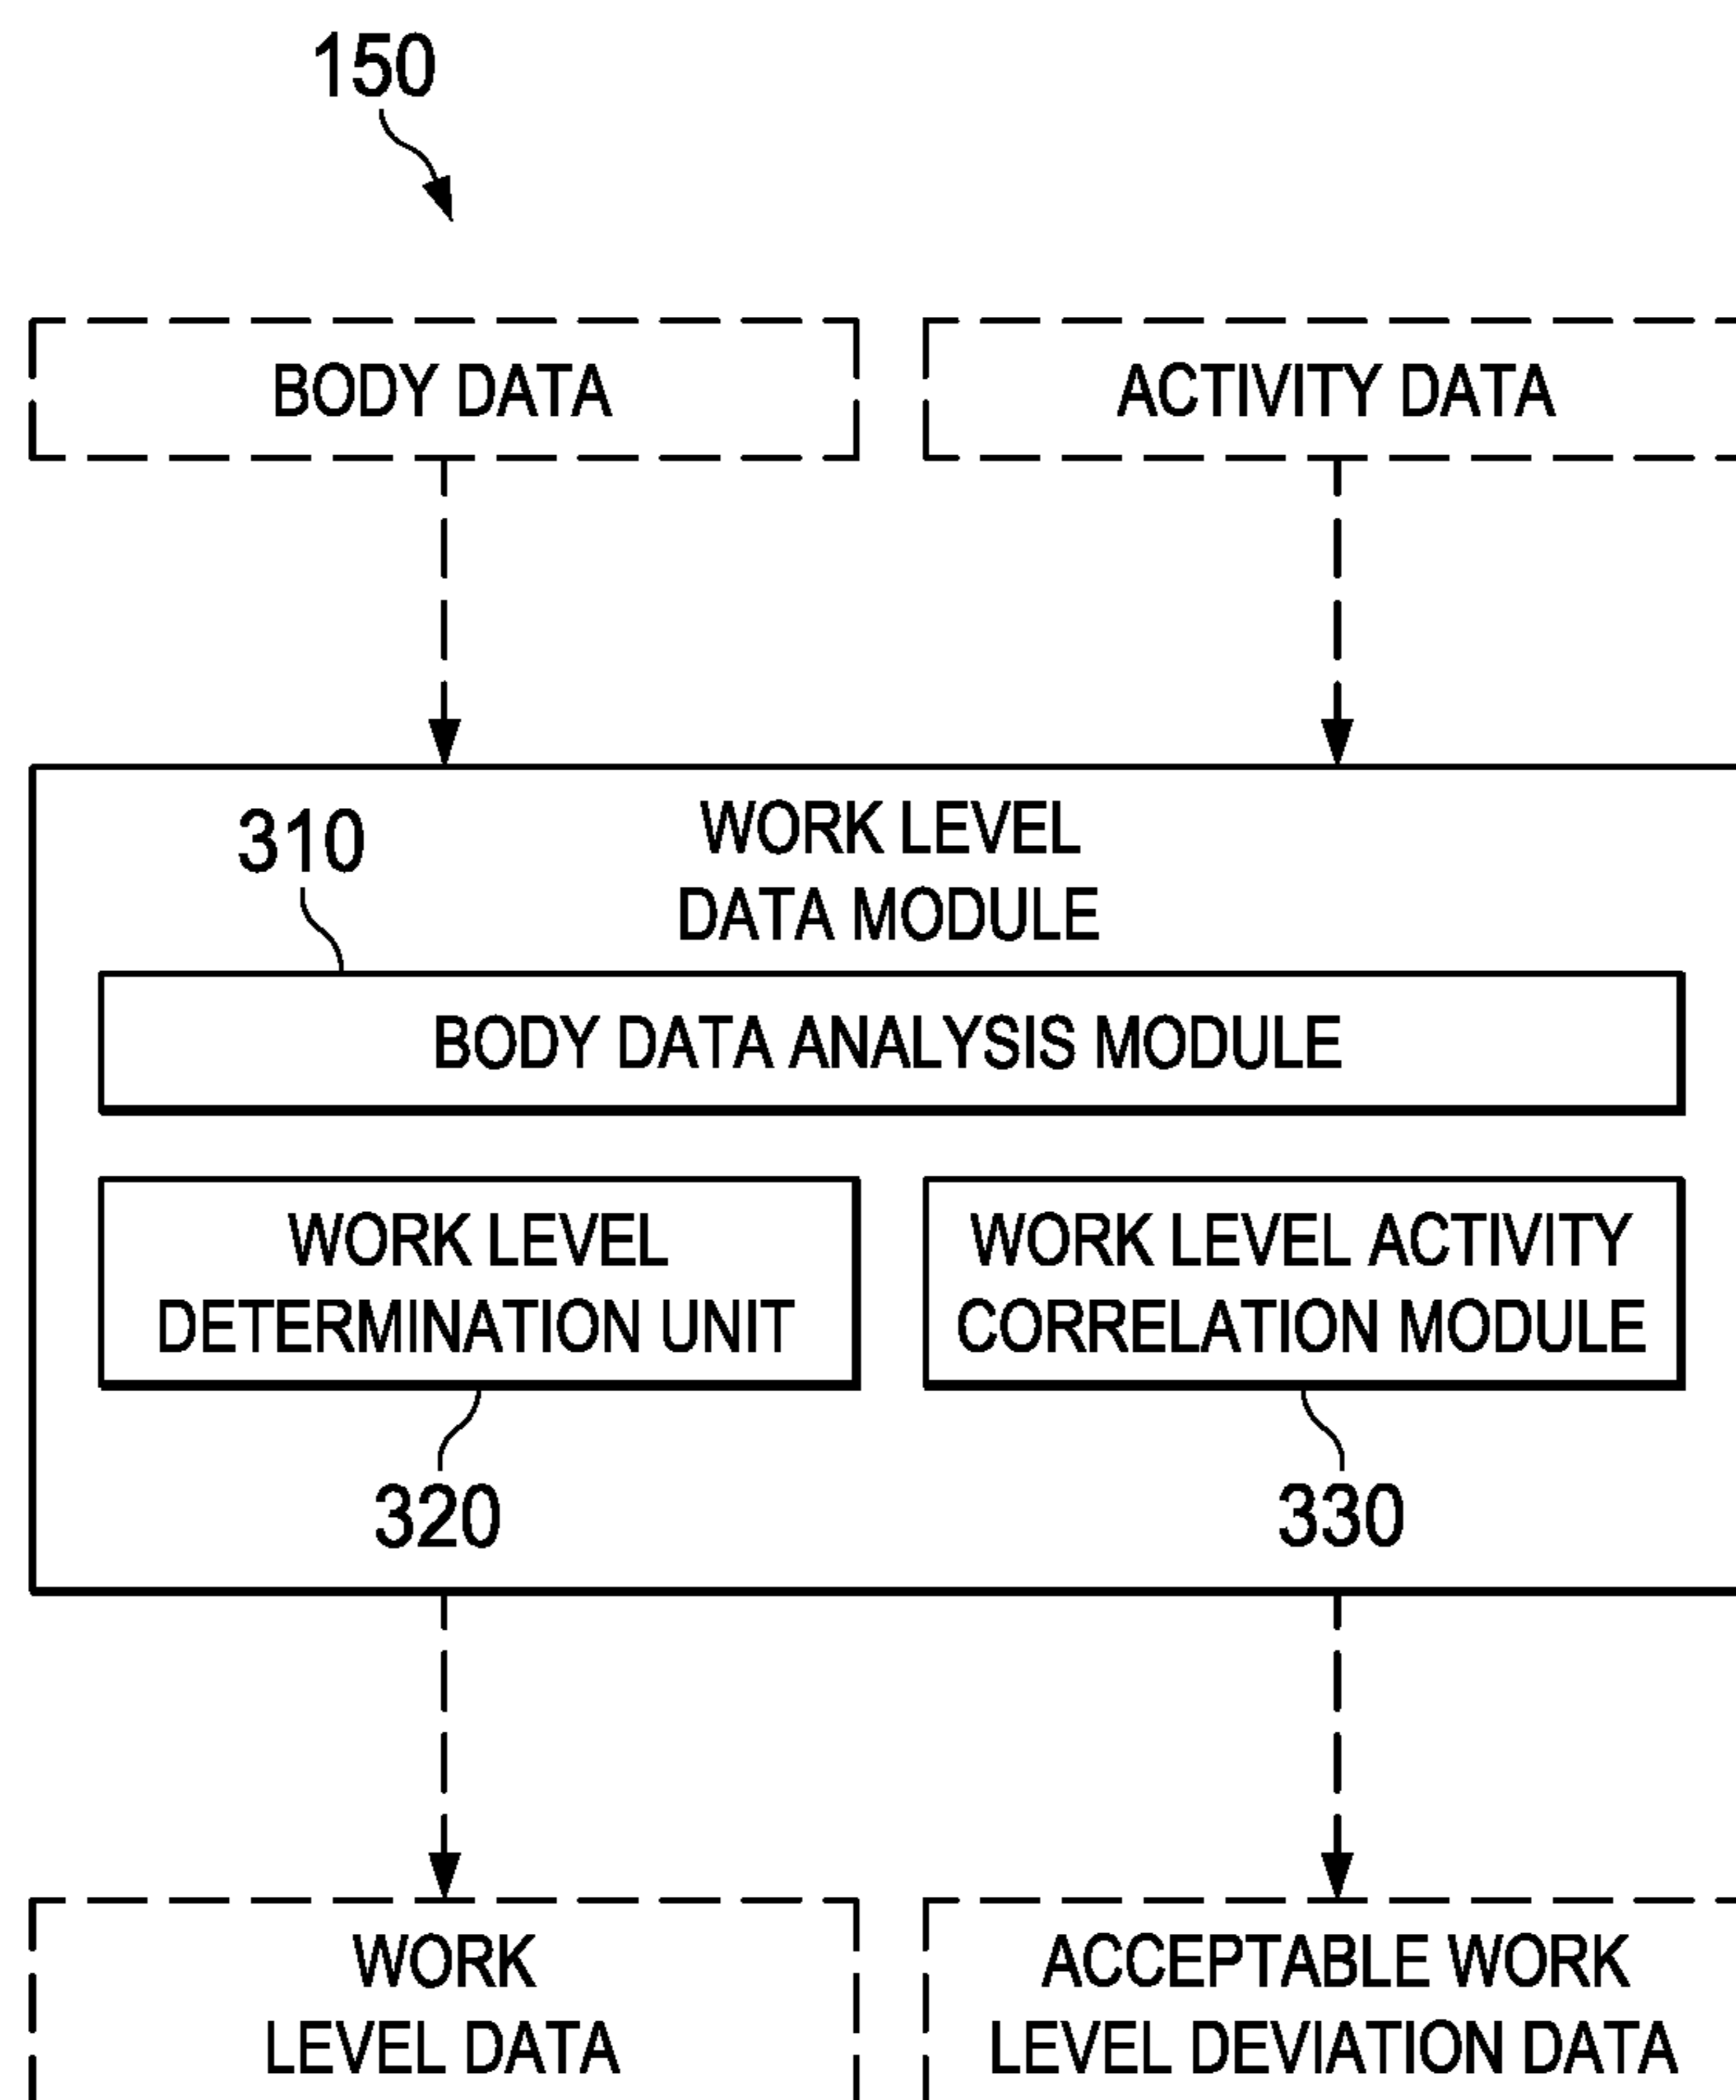 150
BODY DATA
ACTIVITY DATA
310
WORK LEVEL
DATA MODULE
BODY DATA ANALYSIS MODULE
WORK LEVEL
DETERMINATION UNIT
WORK LEVEL ACTIVITY
CORRELATION MODULE
320
330
WORK
LEVEL DATA
ACCEPTABLE WORK
LEVEL DEVIATION DATA